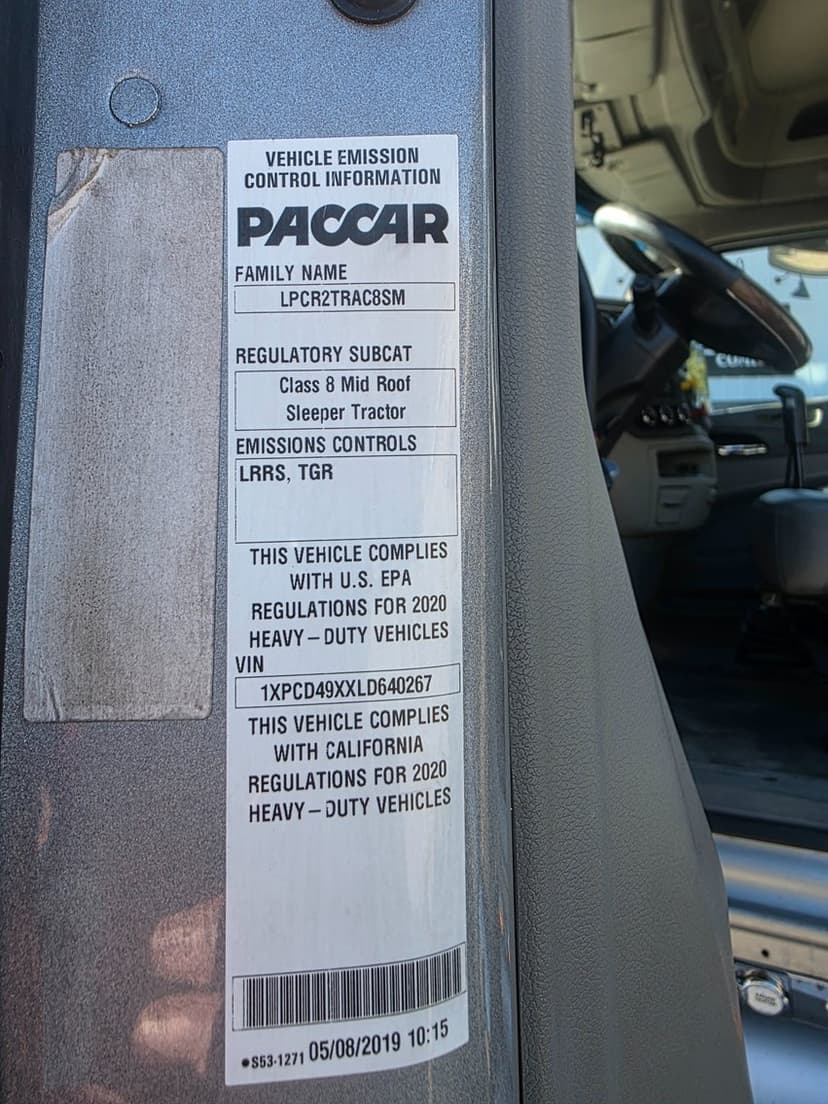 VEHICLE EMISSION
CONTROL INFORMATION
PACCAR
FAMILY NAME
LPCR2TRAC8SM
REGULATORY SUBCAT
Class 8 Mid Roof
Sleeper Tractor
EMISSIONS CONTROLS
LRRS, TGR
THIS VEHICLE COMPLIES
WITH U.S. EPA
REGULATIONS FOR 2020
HEAVY–DUTY VEHICLES
VIN
1XPCD49XXLD640267
THIS VEHICLE COMPLIES
WITH CALIFORNIA
REGULATIONS FOR 2020
HEAVY–DUTY VEHICLES
•S53-1271 05/08/2019 10:15